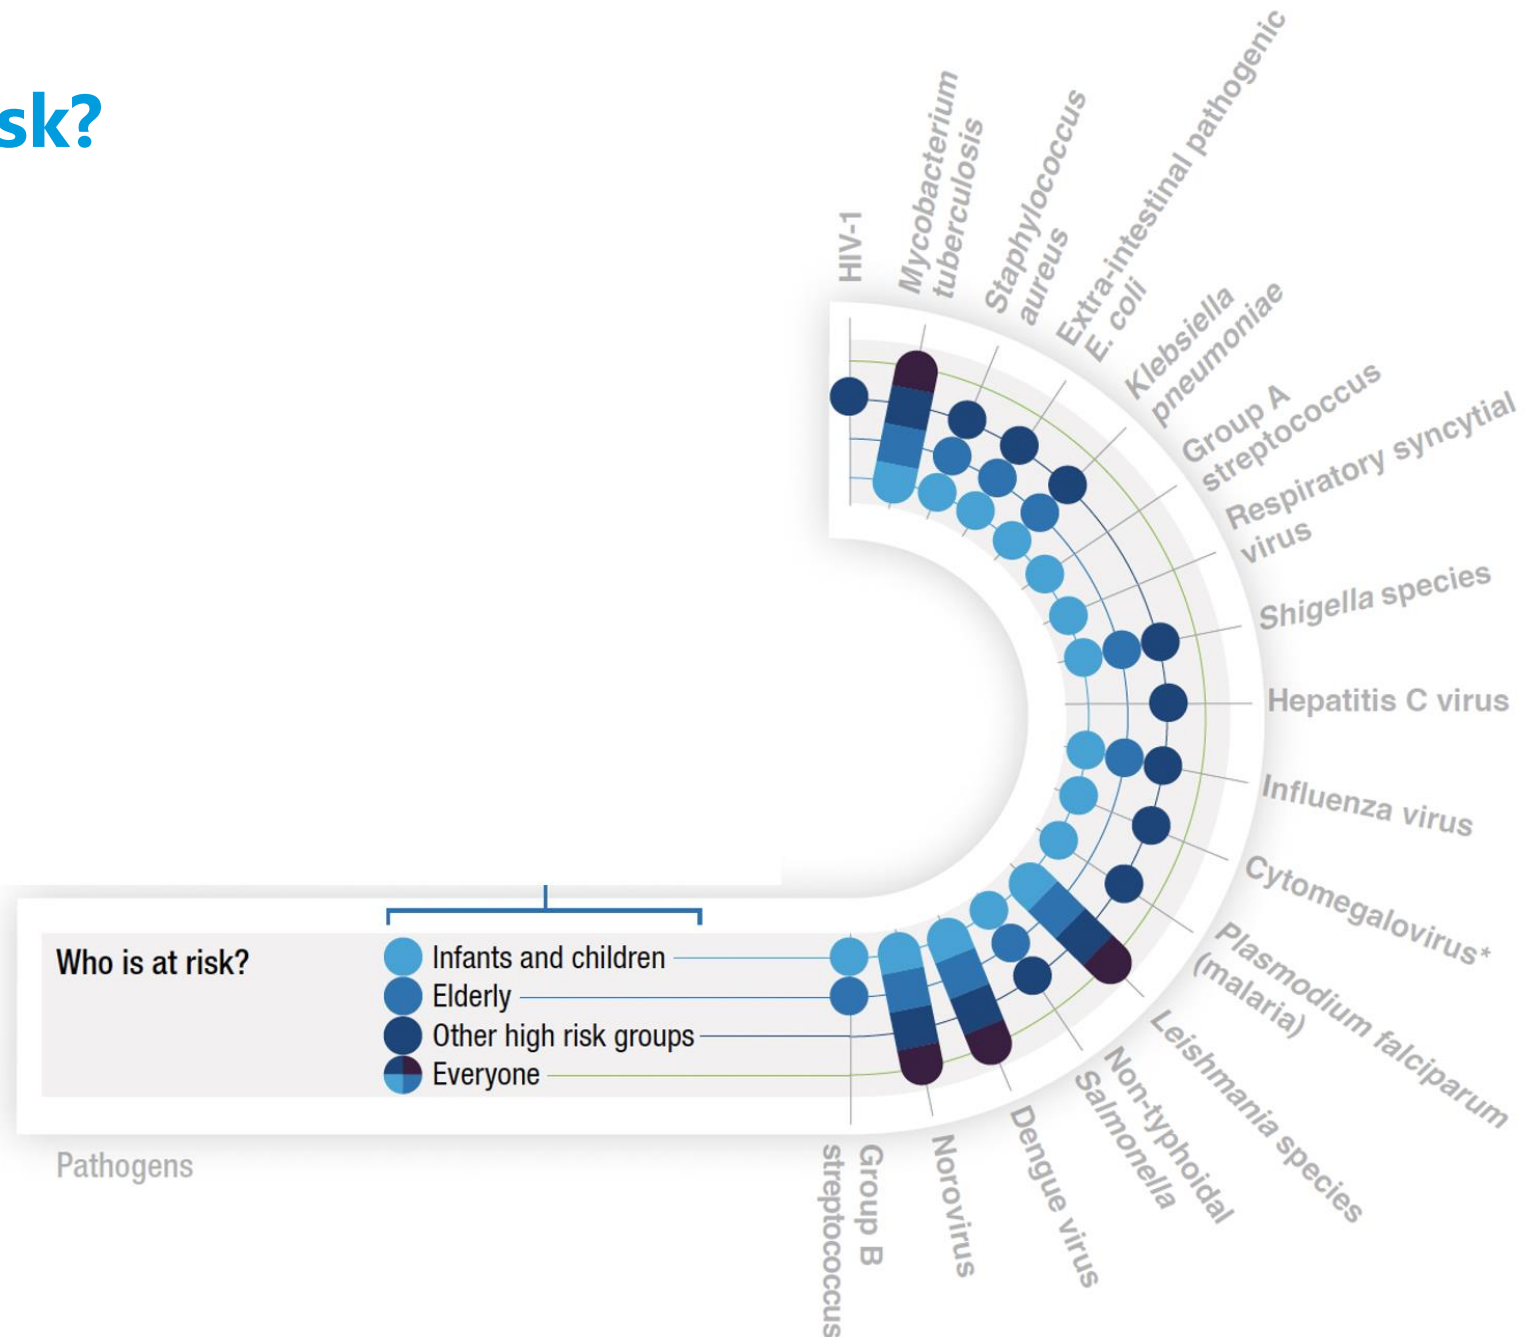 sk?
HIV-1
Mycobacterium
tuberculosis
Staphylococcus
aureus
Extra-intestinal pathogenic
E. coli
Klebsiella
pneumoniae
Group A
streptococcus
Respiratory syncytial
virus
Shigella species
Hepatitis C virus
Influenza virus
Cytomegalovirus*
Plasmodium falciparum
(malaria)
Leishmania species
Non-typhoidal
Salmonella
Dengue virus
Norovirus
Group B
streptococcus
Who is at risk?
Infants and children
Elderly
Other high risk groups
Everyone
Pathogens